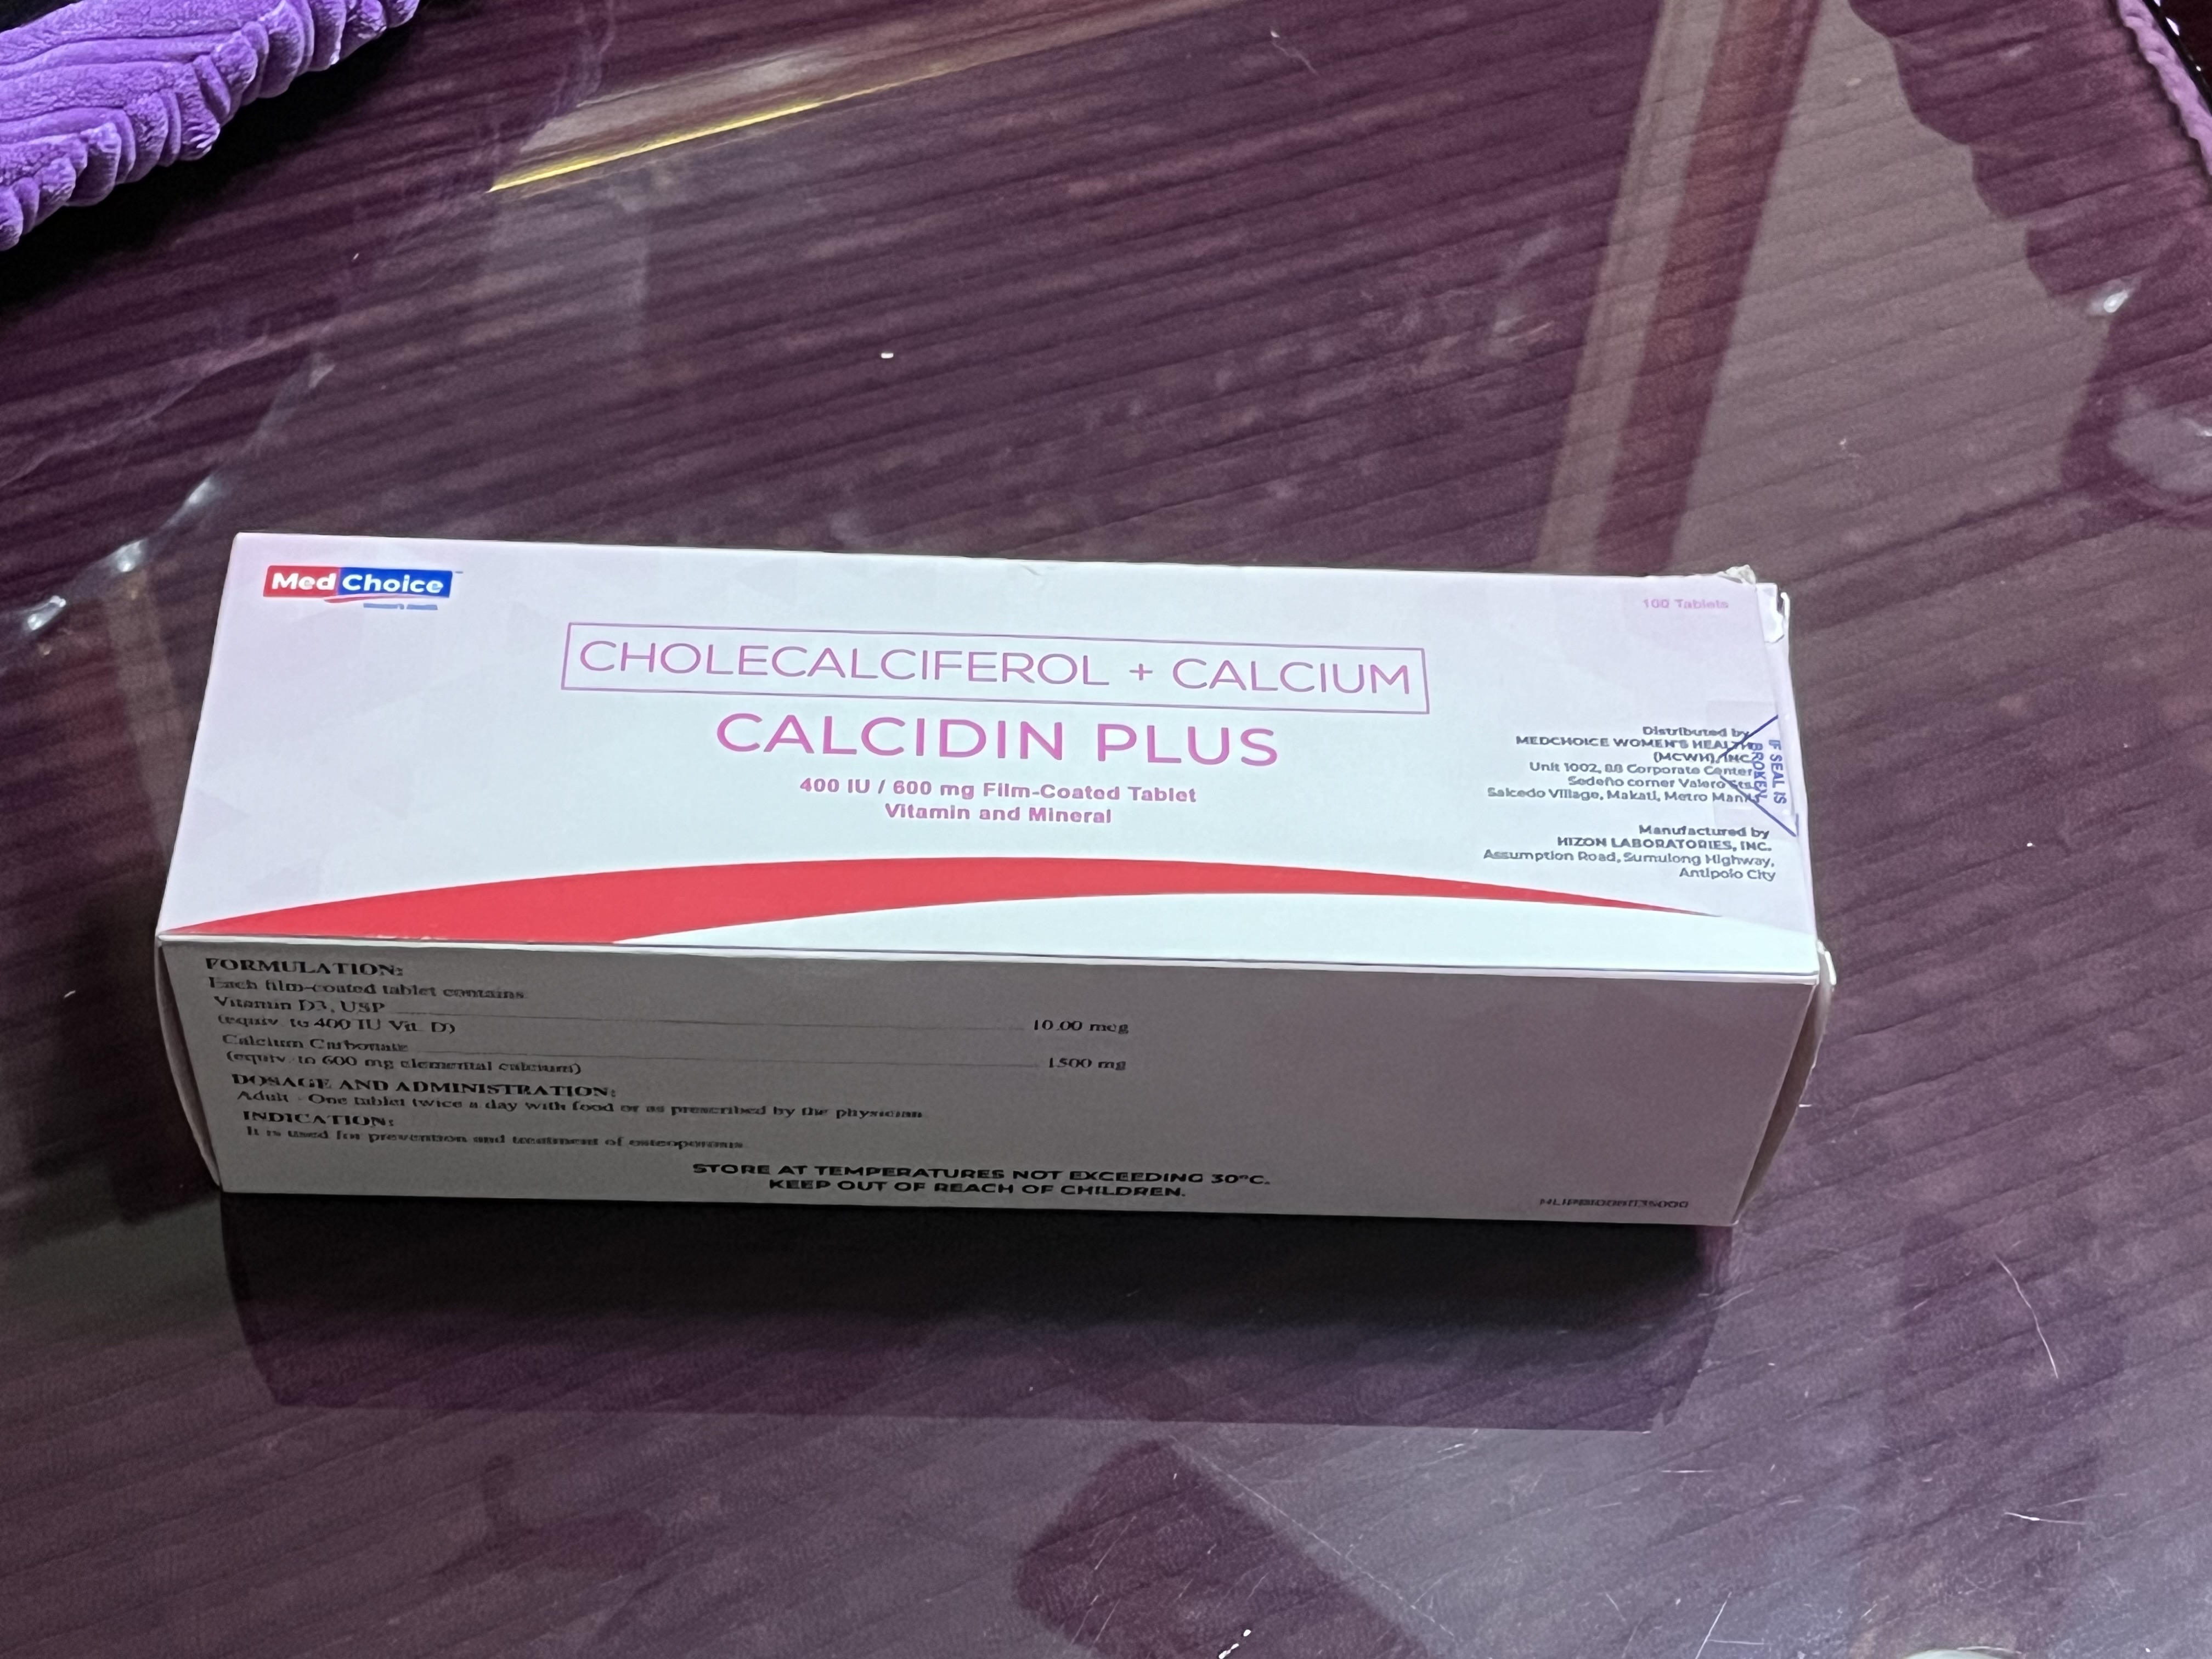 MedChoice
Women's Health
100 Tablets
CHOLECALCIFEROL + CALCIUM
CALCIDIN PLUS
400 IU / 600 mg Film-Coated Tablet
Vitamin and Mineral
Distributed by
MEDCHOICE WOMEN'S HEALTH
(MCWH), INC.
Unit 1002, 88 Corporate Center
Sedeño corner Valero Sts.
Salcedo Village, Makati, Metro Manila
Manufactured by
HIZON LABORATORIES, INC.
Assumption Road, Sumulong Highway,
Antipolo City
IF SEAL IS
BROKEN
FORMULATION:
Each film-coated tablet contains:
Vitamin D3, USP 10.00 mcg
(equiv. to 400 IU Vit. D)
Calcium Carbonate 1500 mg
(equiv. to 600 mg elemental calcium)
DOSAGE AND ADMINISTRATION:
Adult - One tablet twice a day with food or as prescribed by the physician
INDICATION:
It is used for prevention and treatment of osteoporosis
STORE AT TEMPERATURES NOT EXCEEDING 30°C.
KEEP OUT OF REACH OF CHILDREN.